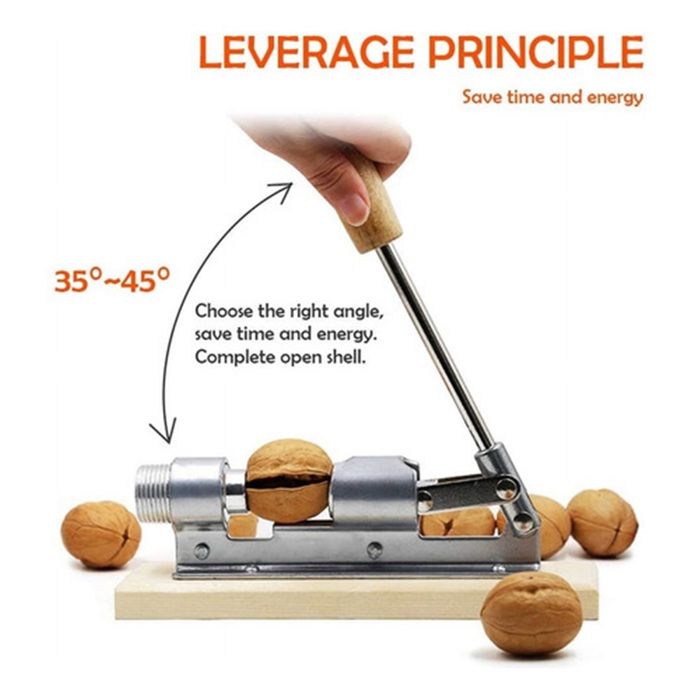 LEVERAGE PRINCIPLE
Save time and energy
35°~45°
Choose the right angle,
save time and energy.
Complete open shell.